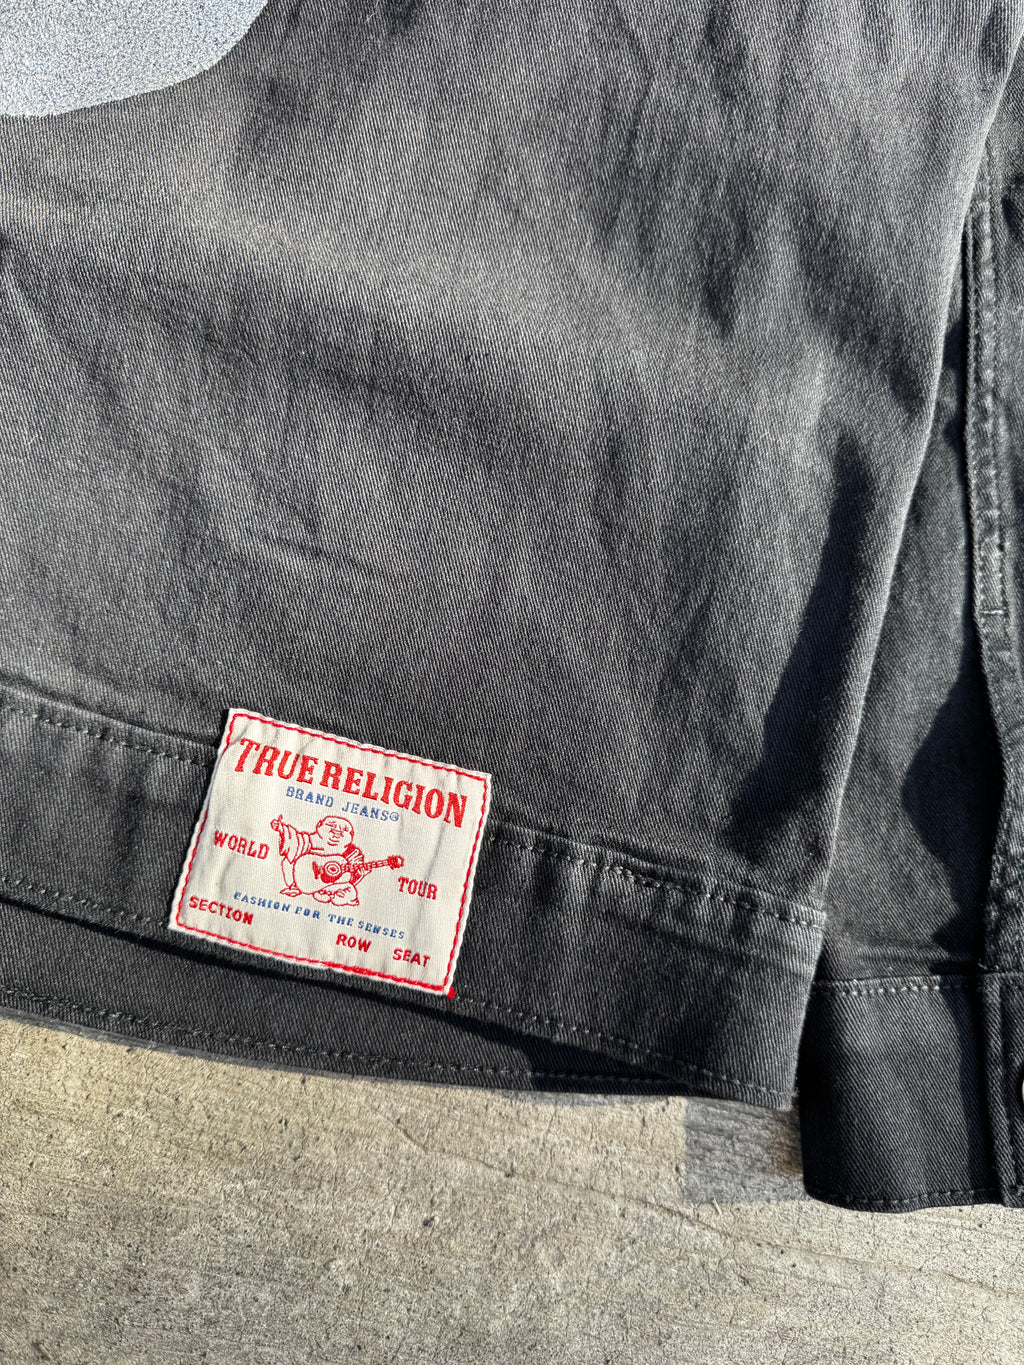 TRUE RELIGION
BRAND JEANS®
WORLD TOUR
FASHION FOR THE SENSES
SECTION ROW SEAT